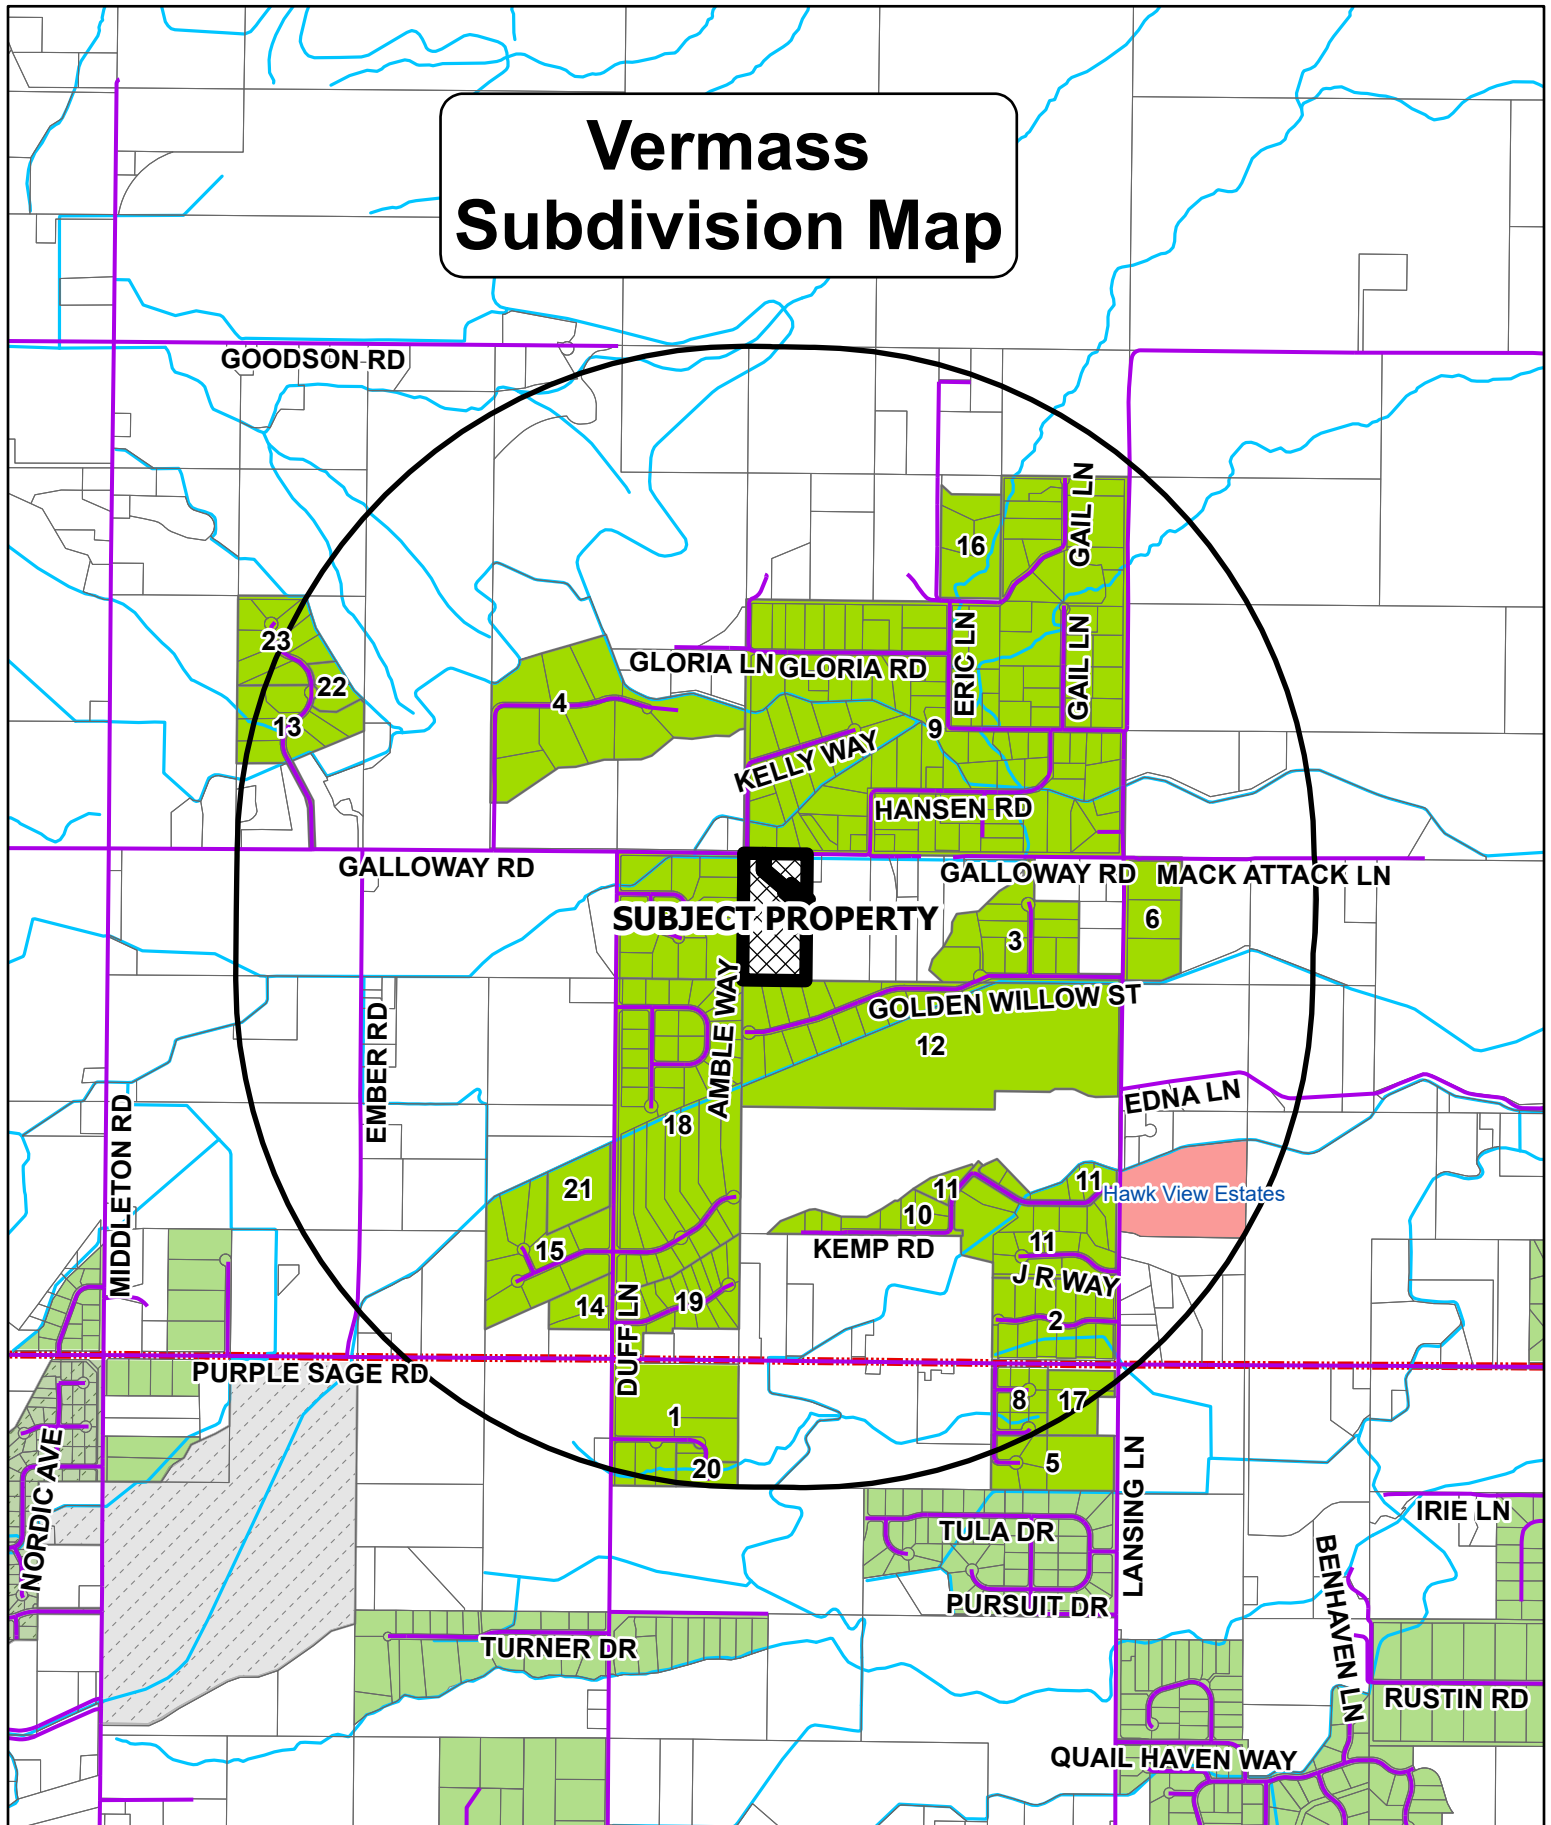 Vermass
Subdivision Map
GOODSON RD
GAIL LN
16
23
GLORIA LN
GLORIA RD
ERIC LN
GAIL LN
22
4
13
9
KELLY WAY
HANSEN RD
GALLOWAY RD
GALLOWAY RD
MACK ATTACK LN
SUBJECT PROPERTY
6
3
AMBLE WAY
GOLDEN WILLOW ST
EMBER RD
12
EDNA LN
MIDDLETON RD
18
21
11
11
Hawk View Estates
10
15
KEMP RD
11
J R WAY
14
DUFF LN
19
2
PURPLE SAGE RD
8
17
1
NORDIC AVE
20
5
LANSING LN
IRIE LN
TULA DR
BENHAVEN LN
PURSUIT DR
TURNER DR
RUSTIN RD
QUAIL HAVEN WAY